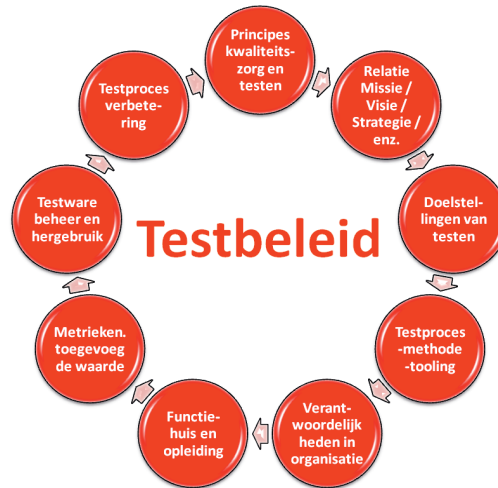 Principes
kwaliteits-
zorg en
testen
Relatie
Missie /
Visie /
Strategie /
enz.
Doelstel-
lingen van
testen
Testproces
-methode
-tooling
Verant-
woordelijk
heden in
organisatie
Functie-
huis en
opleiding
Metrieken.
toegevoeg
de waarde
Testware
beheer en
hergebruik
Testproces
verbete-
ring
Testbeleid